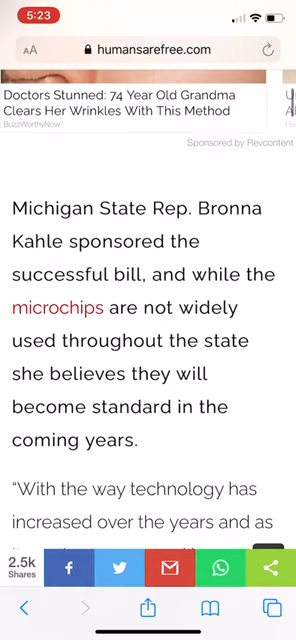 5:23
AA humansarefree.com
Doctors Stunned: 74 Year Old Grandma
Clears Her Wrinkles With This Method
BuzzWorthyNow
Sponsored by Revcontent
Michigan State Rep. Bronna
Kahle sponsored the
successful bill, and while the
microchips are not widely
used throughout the state
she believes they will
become standard in the
coming years.
“With the way technology has
increased over the years and as
2.5k
Shares